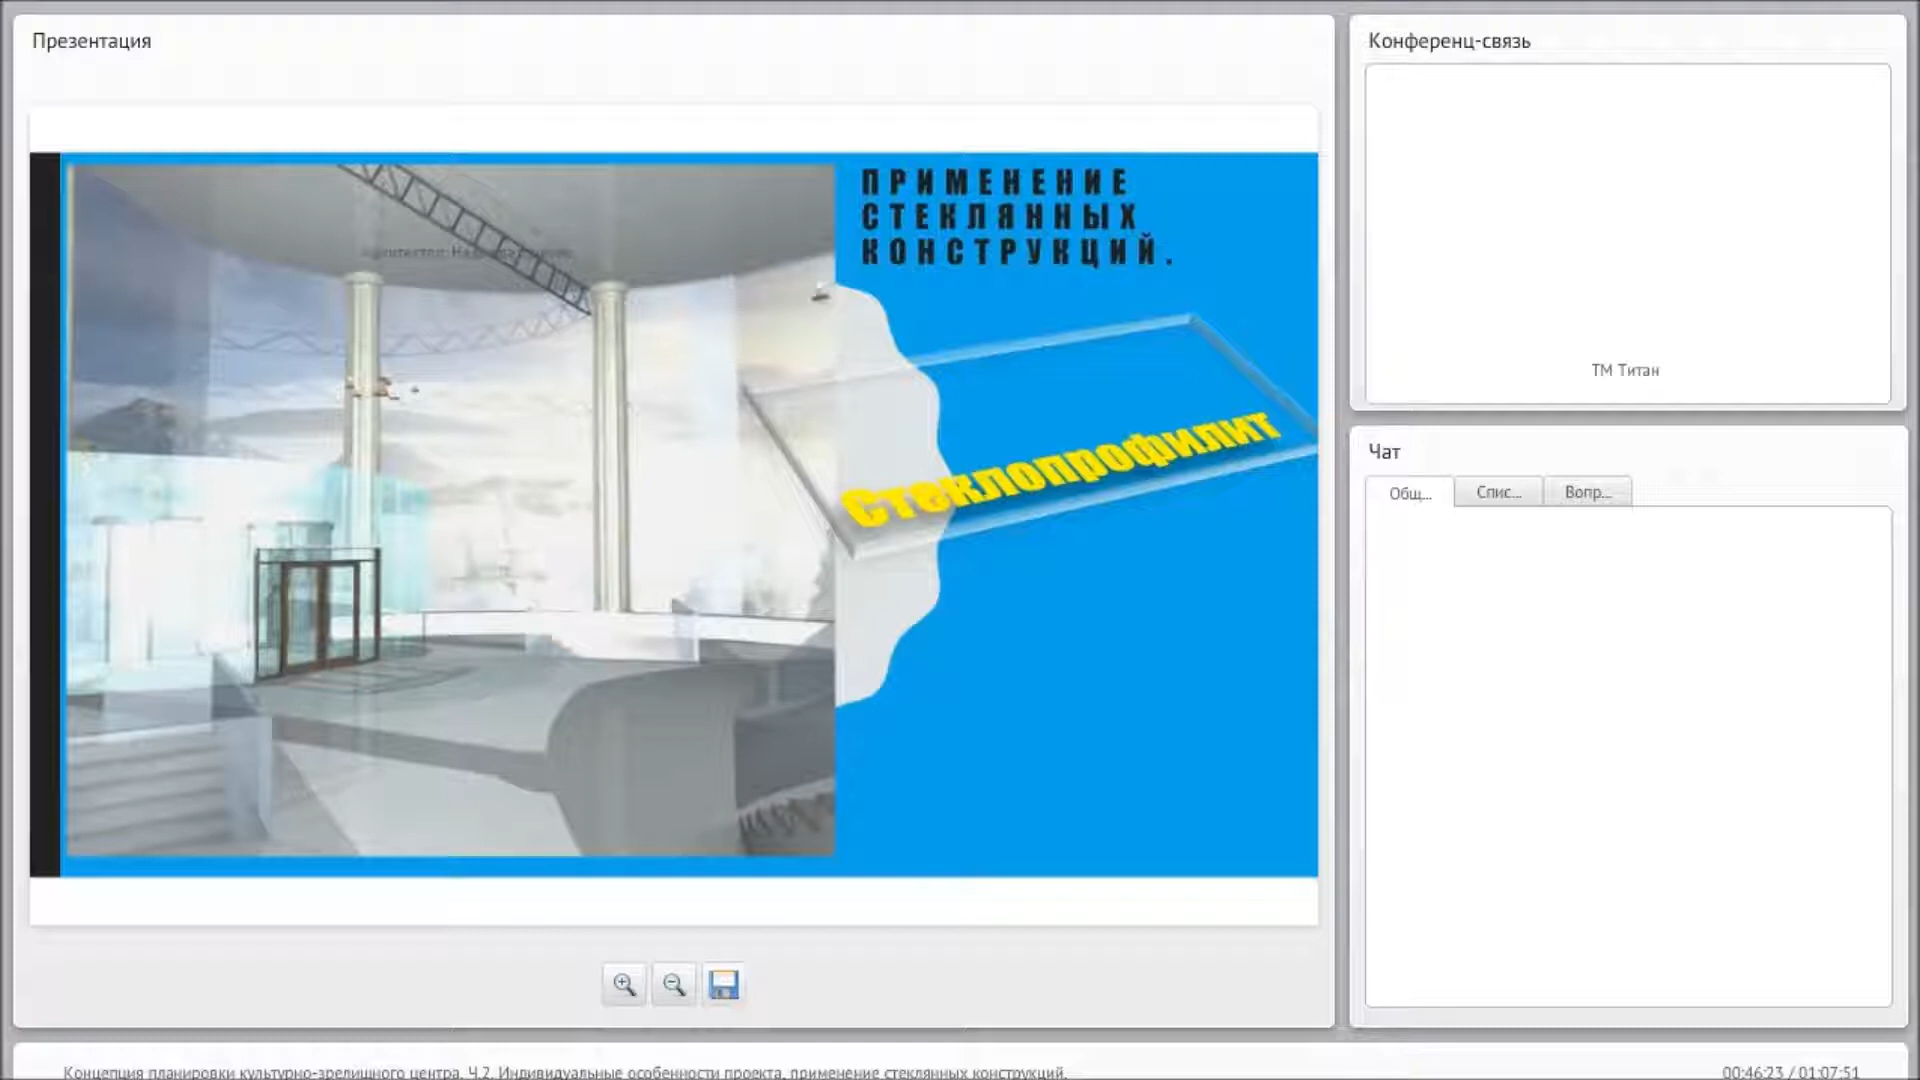 Презентация
Конференц-связь
ПРИМЕНЕНИЕ
СТЕКЛЯННЫХ
КОНСТРУКЦИЙ.
Стеклопрофилит
ТМ Титан
Чат
Общ...
Спис...
Вопр...
Концепция планировки культурно-зрелищного центра. Ч.2. Индивидуальные особенности проекта, применение стеклянных конструкций.
00:46:23 / 01:07:51